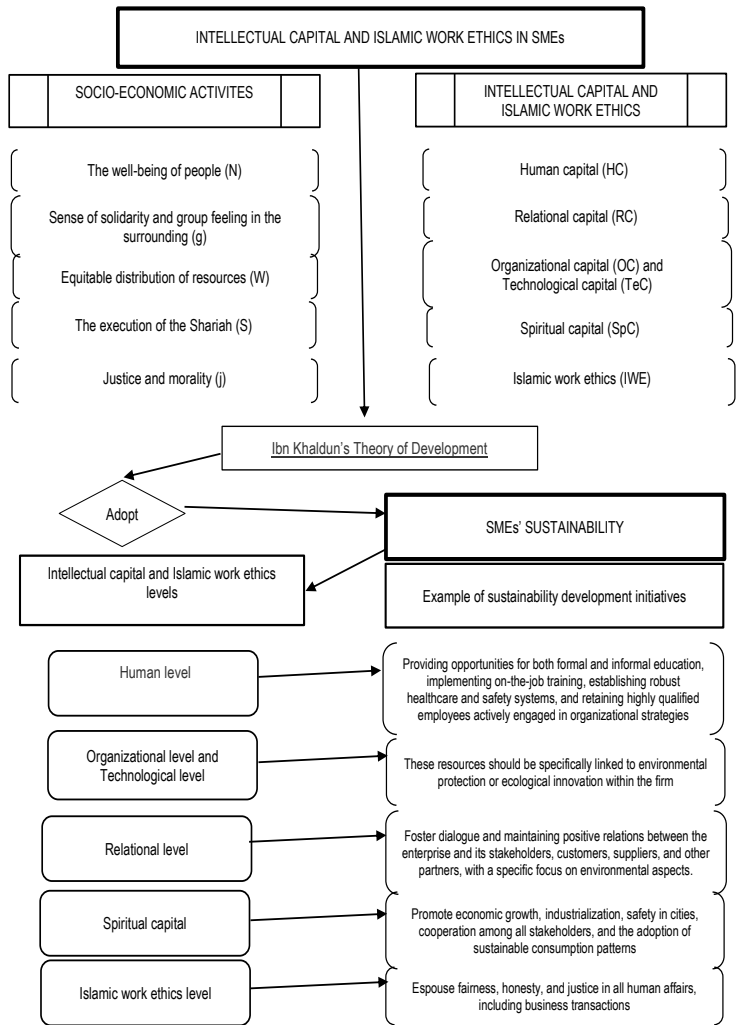 INTELLECTUAL CAPITAL AND ISLAMIC WORK ETHICS IN SMEs
SOCIO-ECONOMIC ACTIVITES
The well-being of people (N)
Sense of solidarity and group feeling in the
surrounding (g)
Equitable distribution of resources (W)
The execution of the Shariah (S)
Justice and morality (j)
INTELLECTUAL CAPITAL AND
ISLAMIC WORK ETHICS
Human capital (HC)
Relational capital (RC)
Organizational capital (OC) and
Technological capital (TeC)
Spiritual capital (SpC)
Islamic work ethics (IWE)
Ibn Khaldun's Theory of Development
Adopt
SMEs' SUSTAINABILITY
Intellectual capital and Islamic work ethics
levels
Example of sustainability development initiatives
Human level
Providing opportunities for both formal and informal education,
implementing on-the-job training, establishing robust
healthcare and safety systems, and retaining highly qualified
employees actively engaged in organizational strategies
Organizational level and
Technological level
These resources should be specifically linked to environmental
protection or ecological innovation within the firm
Relational level
Foster dialogue and maintaining positive relations between the
enterprise and its stakeholders, customers, suppliers, and other
partners, with a specific focus on environmental aspects.
Spiritual capital
Promote economic growth, industrialization, safety in cities,
cooperation among all stakeholders, and the adoption of
sustainable consumption patterns
Islamic work ethics level
Espouse fairness, honesty, and justice in all human affairs,
including business transactions